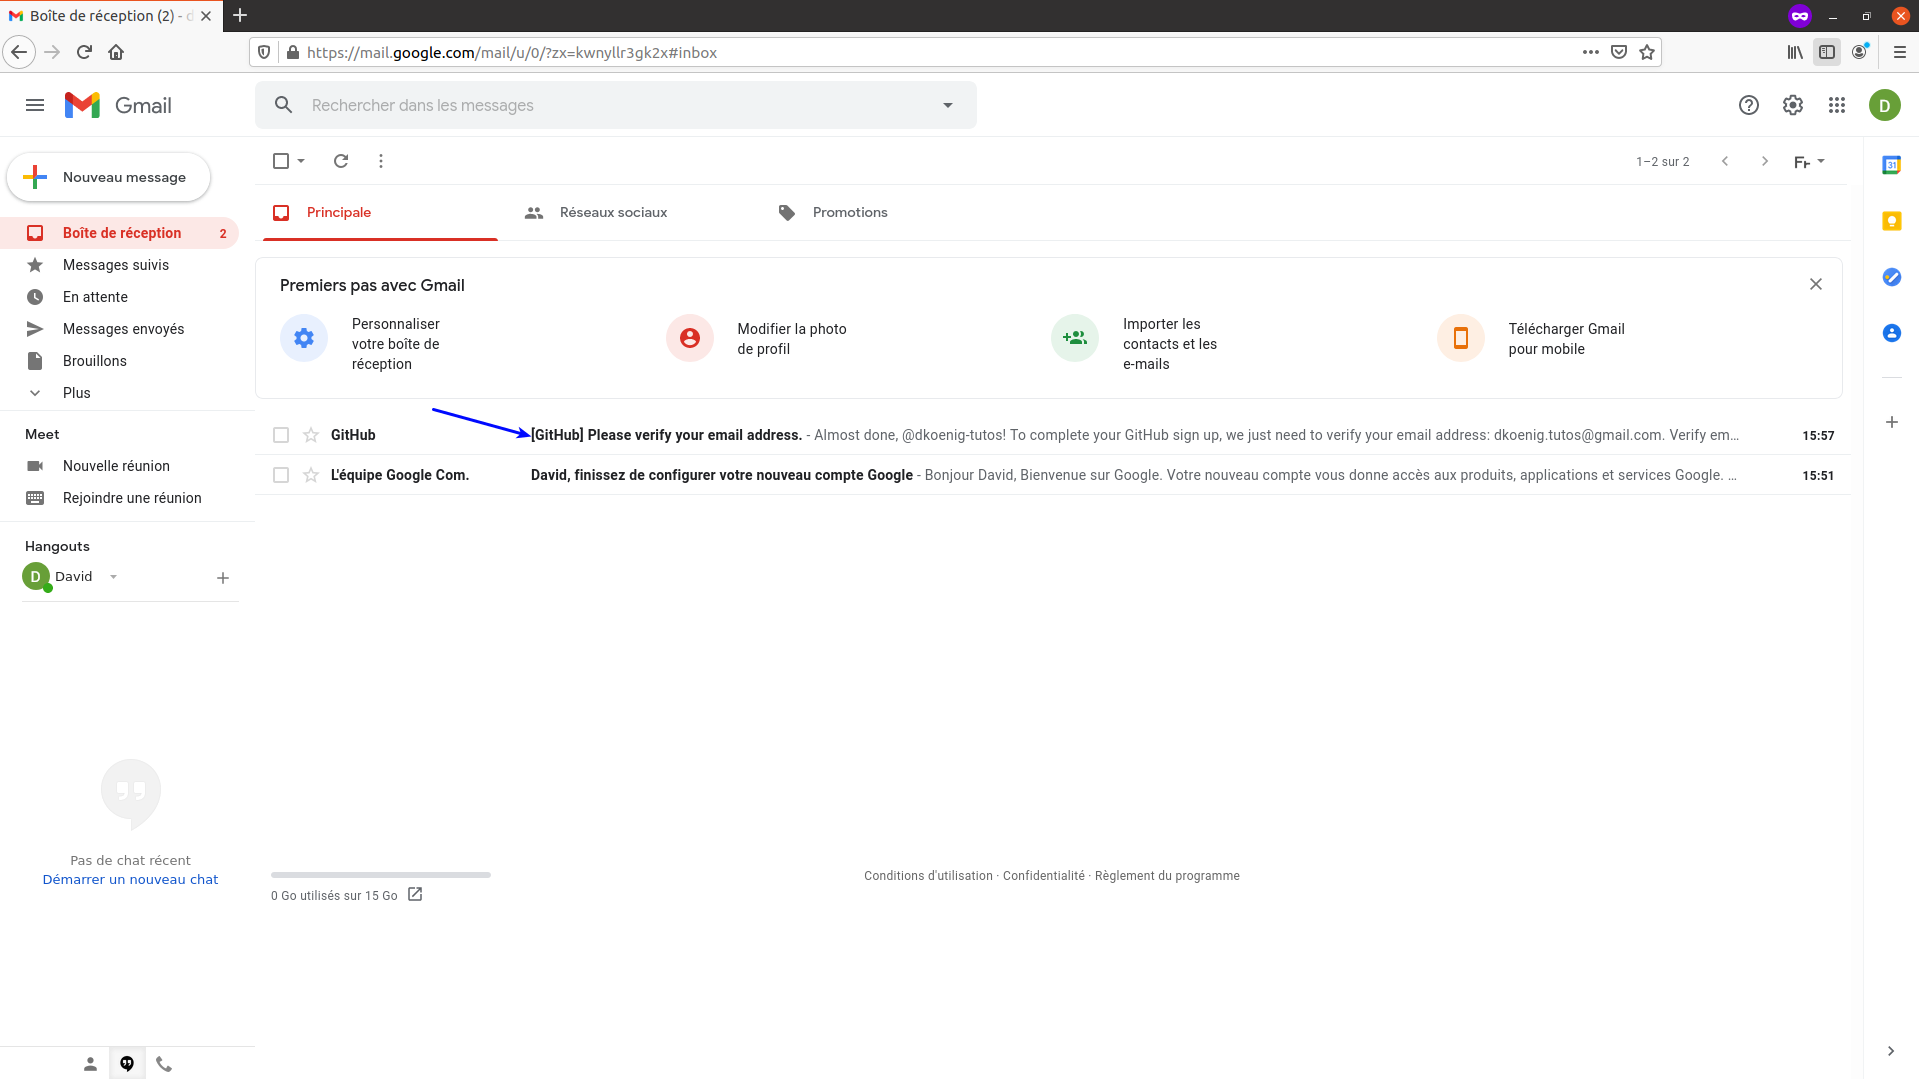 Boîte de réception (2) - d
https://mail.google.com/mail/u/0/?zx=kwnyllr3gk2x#inbox
Gmail
Rechercher dans les messages
D
Nouveau message
1–2 sur 2
31
Principale
Réseaux sociaux
Promotions
Boîte de réception 2
Messages suivis
En attente
Messages envoyés
Brouillons
Plus
Premiers pas avec Gmail
Personnaliser
votre boîte de
réception
Modifier la photo
de profil
Importer les
contacts et les
e-mails
Télécharger Gmail
pour mobile
GitHub [GitHub] Please verify your email address. - Almost done, @dkoenig-tutos! To complete your GitHub sign up, we just need to verify your email address: dkoenig.tutos@gmail.com. Verify em… 15:57
L'équipe Google Com. David, finissez de configurer votre nouveau compte Google - Bonjour David, Bienvenue sur Google. Votre nouveau compte vous donne accès aux produits, applications et services Google. … 15:51
Meet
Nouvelle réunion
Rejoindre une réunion
Hangouts
D David
Pas de chat récent
Démarrer un nouveau chat
0 Go utilisés sur 15 Go
Conditions d'utilisation · Confidentialité · Règlement du programme